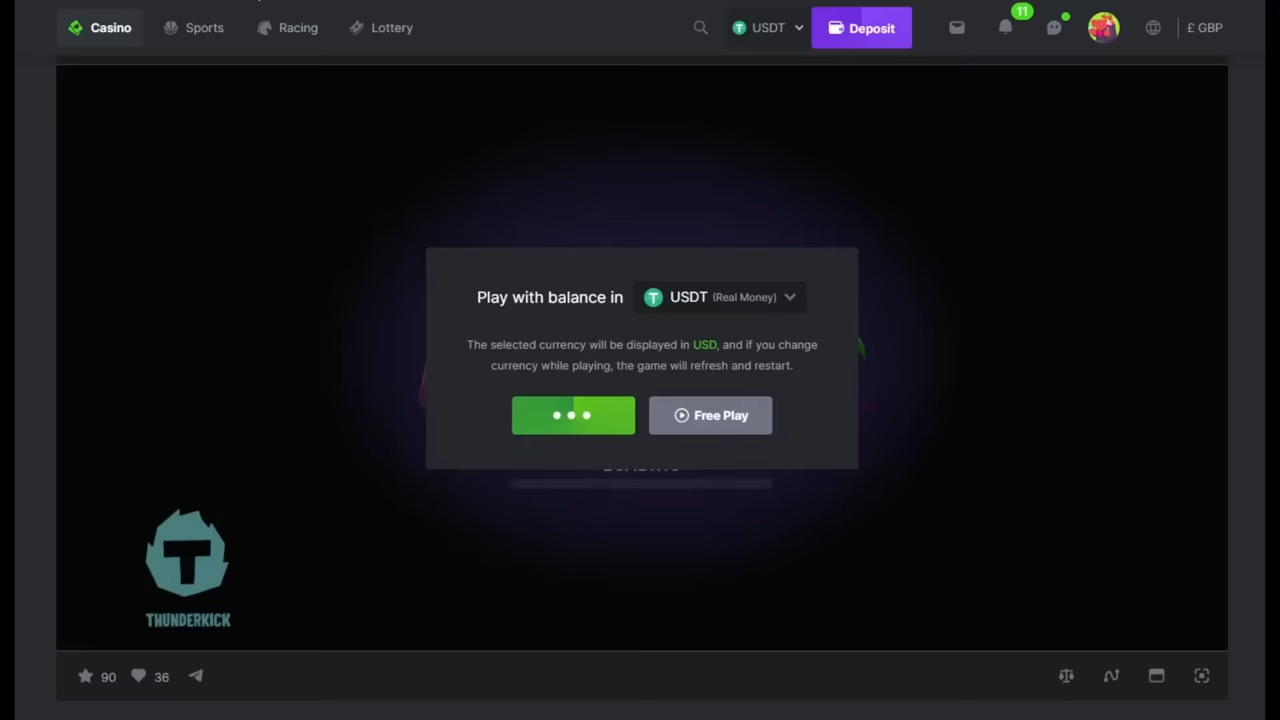 Casino
Sports
Racing
Lottery
USDT
Deposit
11
£ GBP
Play with balance in
USDT (Real Money)
The selected currency will be displayed in USD, and if you change
currency while playing, the game will refresh and restart.
Free Play
T
THUNDERKICK
90
36